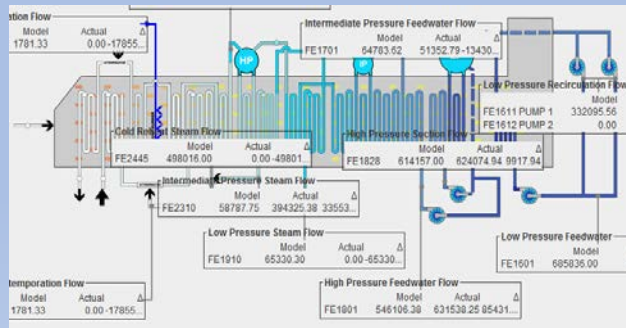 ation Flow
Model Actual Δ
1781.33 0.00 -17855...
Intermediate Pressure Feedwater Flow
Model Actual Δ
FE1701 64783.62 51352.79 -13430...
HP
IP
Low Pressure Recirculation Flow
Model
FE1611 PUMP 1 332095.56
FE1612 PUMP 2 0.00
Cold Reheat Steam Flow
Model Actual Δ
FE2445 498016.00 0.00 -49801...
High Pressure Suction Flow
Model Actual Δ
FE1828 614157.00 624074.94 9917.94
Intermediate Pressure Steam Flow
Model Actual Δ
FE2310 58787.75 394325.38 33553...
Low Pressure Steam Flow
Model Actual Δ
FE1910 65330.30 0.00 -65330...
Low Pressure Feedwater
Model
FE1601 685836.00
temporation Flow
Model Actual Δ
1781.33 0.00 -17855...
High Pressure Feedwater Flow
Model Actual Δ
FE1801 546106.38 631538.25 85431...